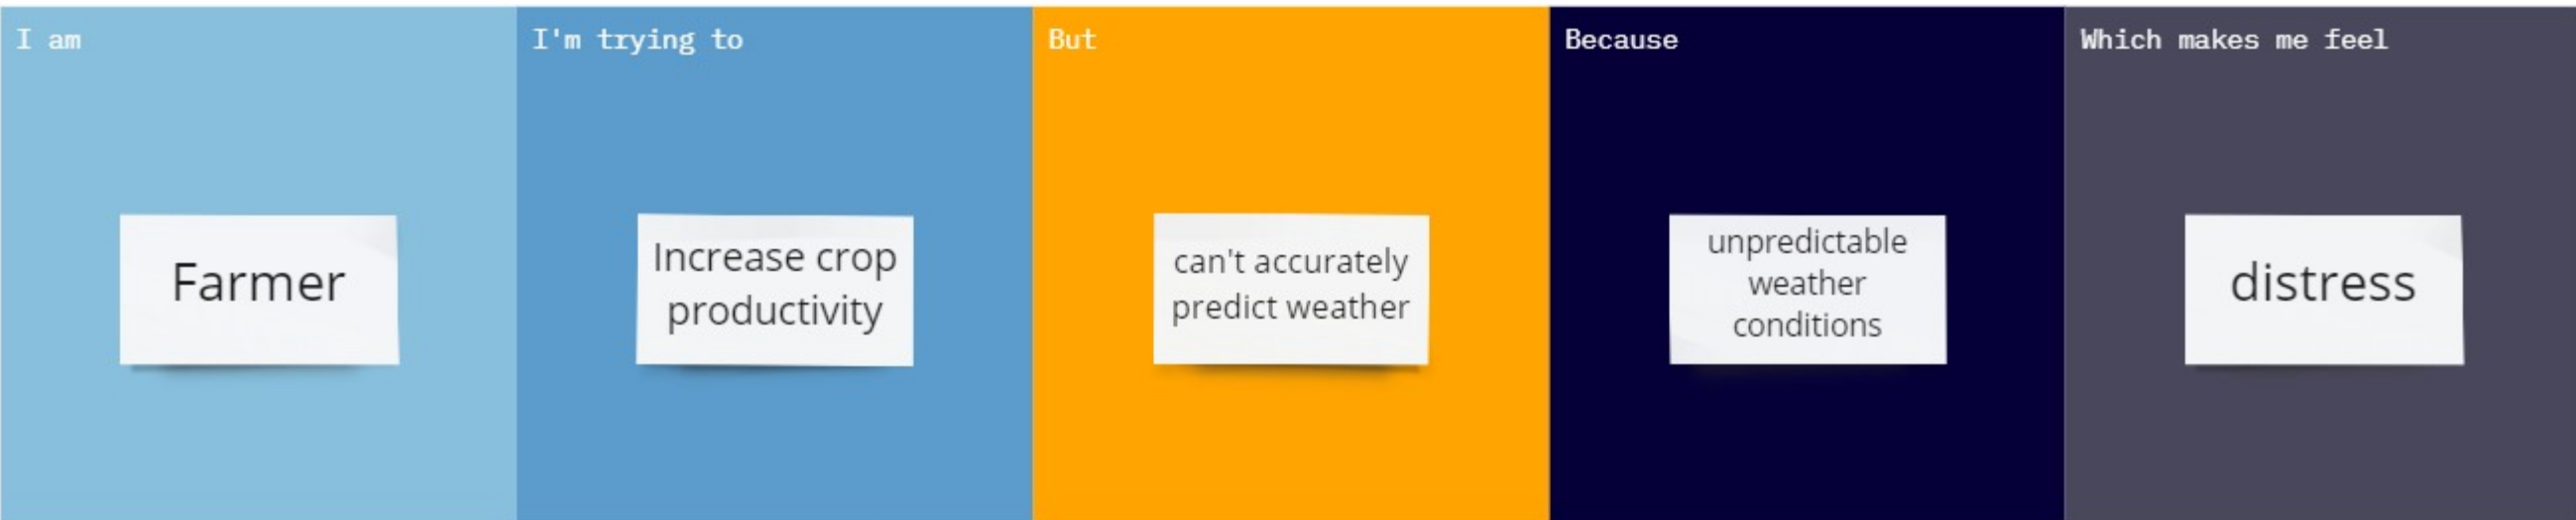 I am
I'm trying to
But
Because
Which makes me feel
Farmer
Increase crop
productivity
can't accurately
predict weather
unpredictable
weather
conditions
distress